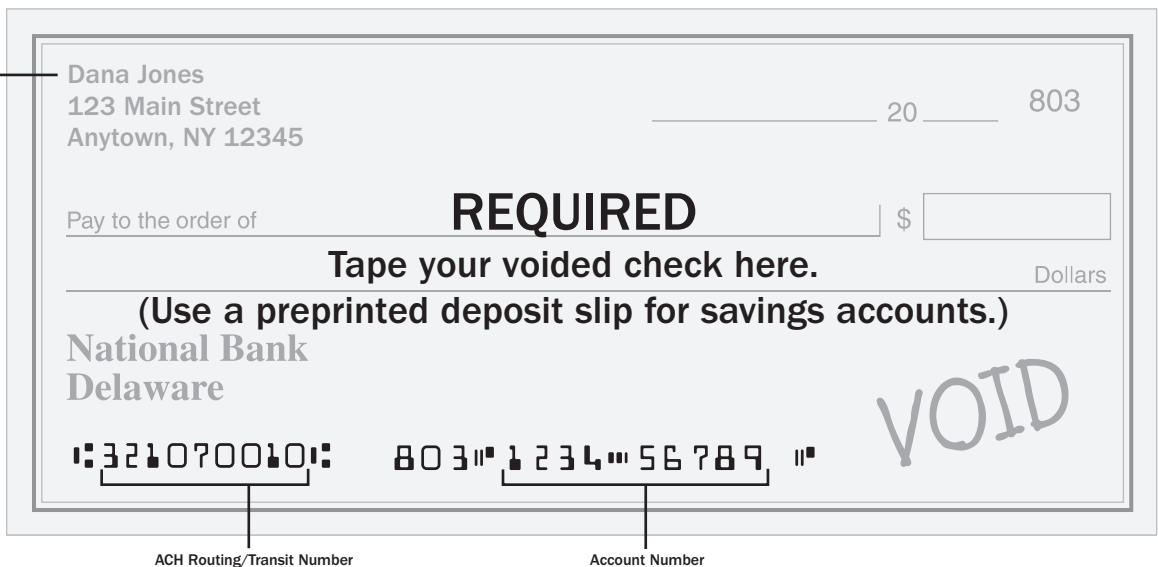 Dana Jones
123 Main Street
Anytown, NY 12345
20 803
Pay to the order of REQUIRED $
Tape your voided check here.
Dollars
(Use a preprinted deposit slip for savings accounts.)
National Bank
Delaware
VOID
⑆321070010⑆ 803⑈1234⑉56789 ⑈
ACH Routing/Transit Number Account Number